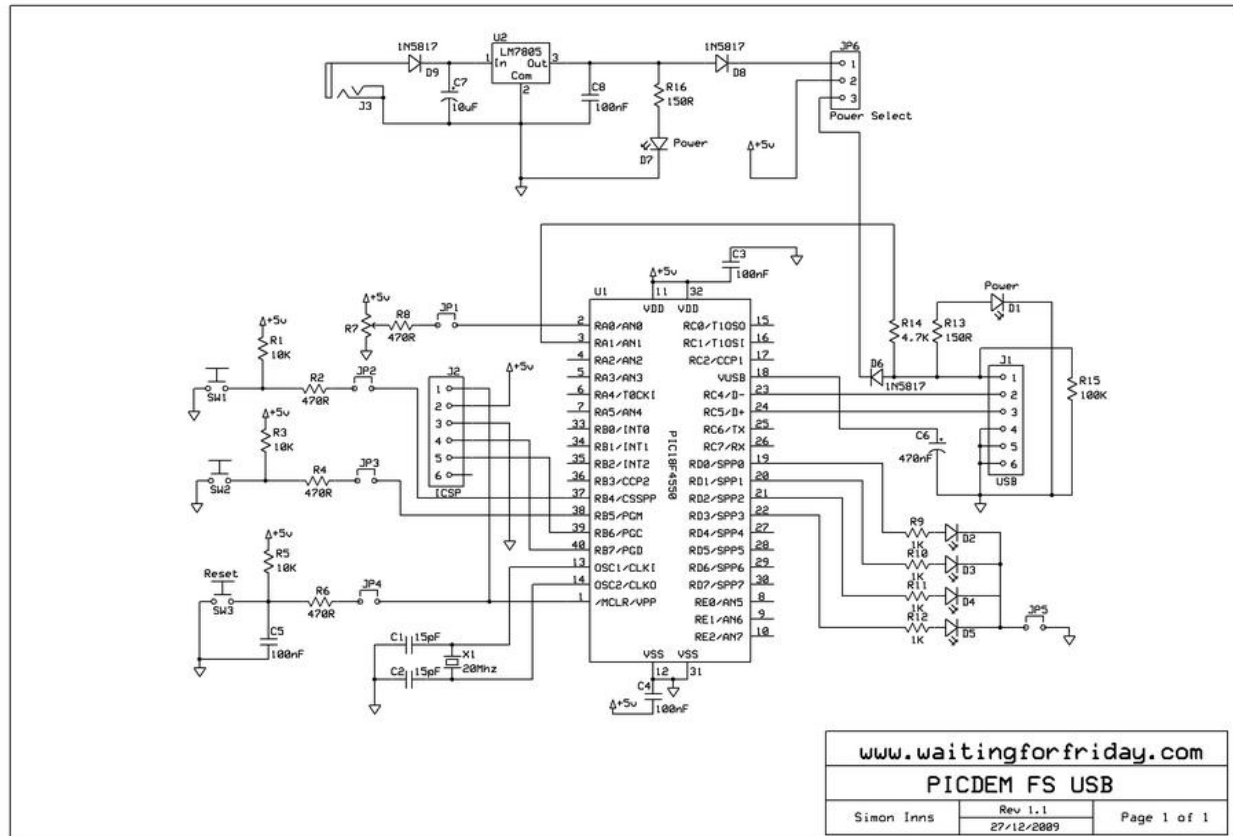 1N5817
D9
U2
LM7805
In Out
Com
1
3
2
C7
10uF
J3
C8
100nF
R16
150R
D7
Power
1N5817
D8
JP6
1
2
3
Power Select
+5v
C3
100nF
+5v
U1
11 32
VDD VDD
+5v
R7
R8
470R
JP1
+5v
R1
10K
SW1
R2
470R
JP2
+5v
R3
10K
SW2
R4
470R
JP3
+5v
R5
10K
Reset
SW3
R6
470R
JP4
C5
100nF
J2
1
2
3
4
5
6
ICSP
+5v
C1 15pF
C2 15pF
X1
20Mhz
2 RA0/AN0
3 RA1/AN1
4 RA2/AN2
5 RA3/AN3
6 RA4/T0CKI
7 RA5/AN4
33 RB0/INT0
34 RB1/INT1
35 RB2/INT2
36 RB3/CCP2
37 RB4/CSSPP
38 RB5/PGM
39 RB6/PGC
40 RB7/PGD
13 OSC1/CLKI
14 OSC2/CLKO
1 /MCLR/VPP
PIC18F4550
RC0/T1OSO 15
RC1/T1OSI 16
RC2/CCP1 17
VUSB 18
RC4/D- 23
RC5/D+ 24
RC6/TX 25
RC7/RX 26
RD0/SPP0 19
RD1/SPP1 20
RD2/SPP2 21
RD3/SPP3 22
RD4/SPP4 27
RD5/SPP5 28
RD6/SPP6 29
RD7/SPP7 30
RE0/AN5 8
RE1/AN6 9
RE2/AN7 10
VSS VSS
12 31
C4
100nF
+5v
Power
D1
R14
4.7K
R13
150R
D6
1N5817
J1
1
2
3
4
5
6
USB
R15
100K
C6
470nF
R9
1K
D2
R10
1K
D3
R11
1K
D4
R12
1K
D5
JP5
www.waitingforfriday.com
PICDEM FS USB
Simon Inns
Rev 1.1
27/12/2009
Page 1 of 1